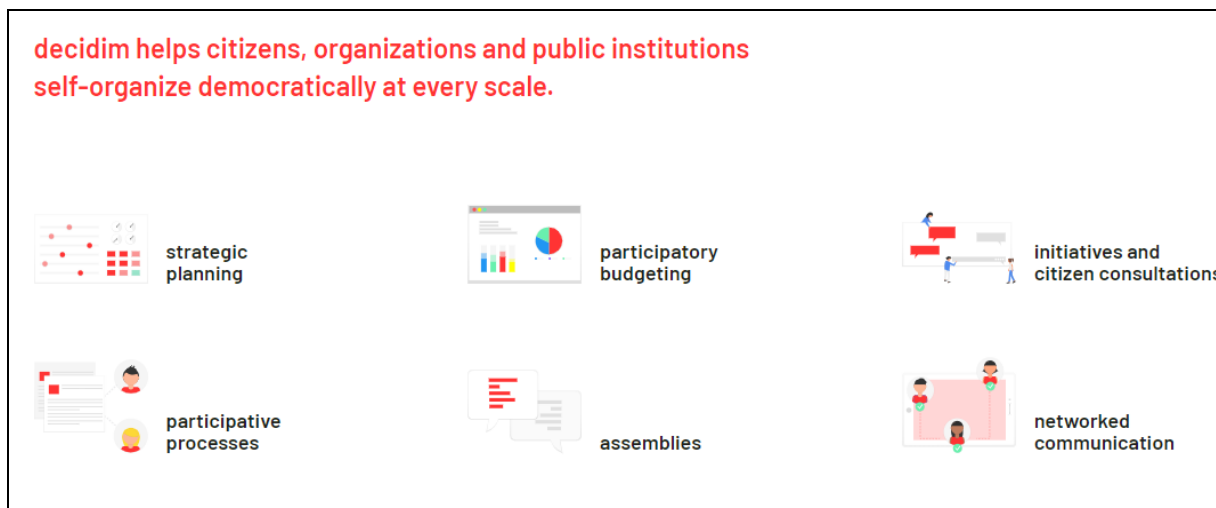 decidim helps citizens, organizations and public institutions
self-organize democratically at every scale.
strategic
planning
participatory
budgeting
initiatives and
citizen consultations
participative
processes
assemblies
networked
communication